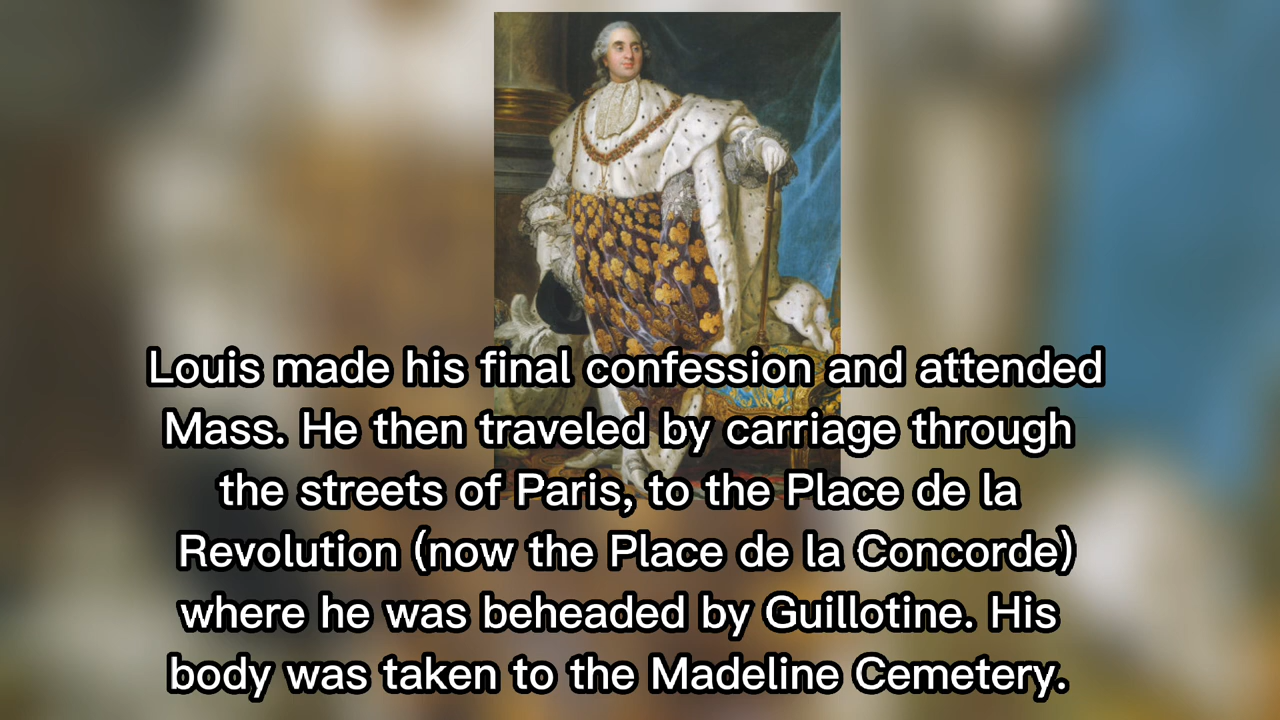 Louis made his final confession and attended
Mass. He then traveled by carriage through
the streets of Paris, to the Place de la
Revolution (now the Place de la Concorde)
where he was beheaded by Guillotine. His
body was taken to the Madeline Cemetery.